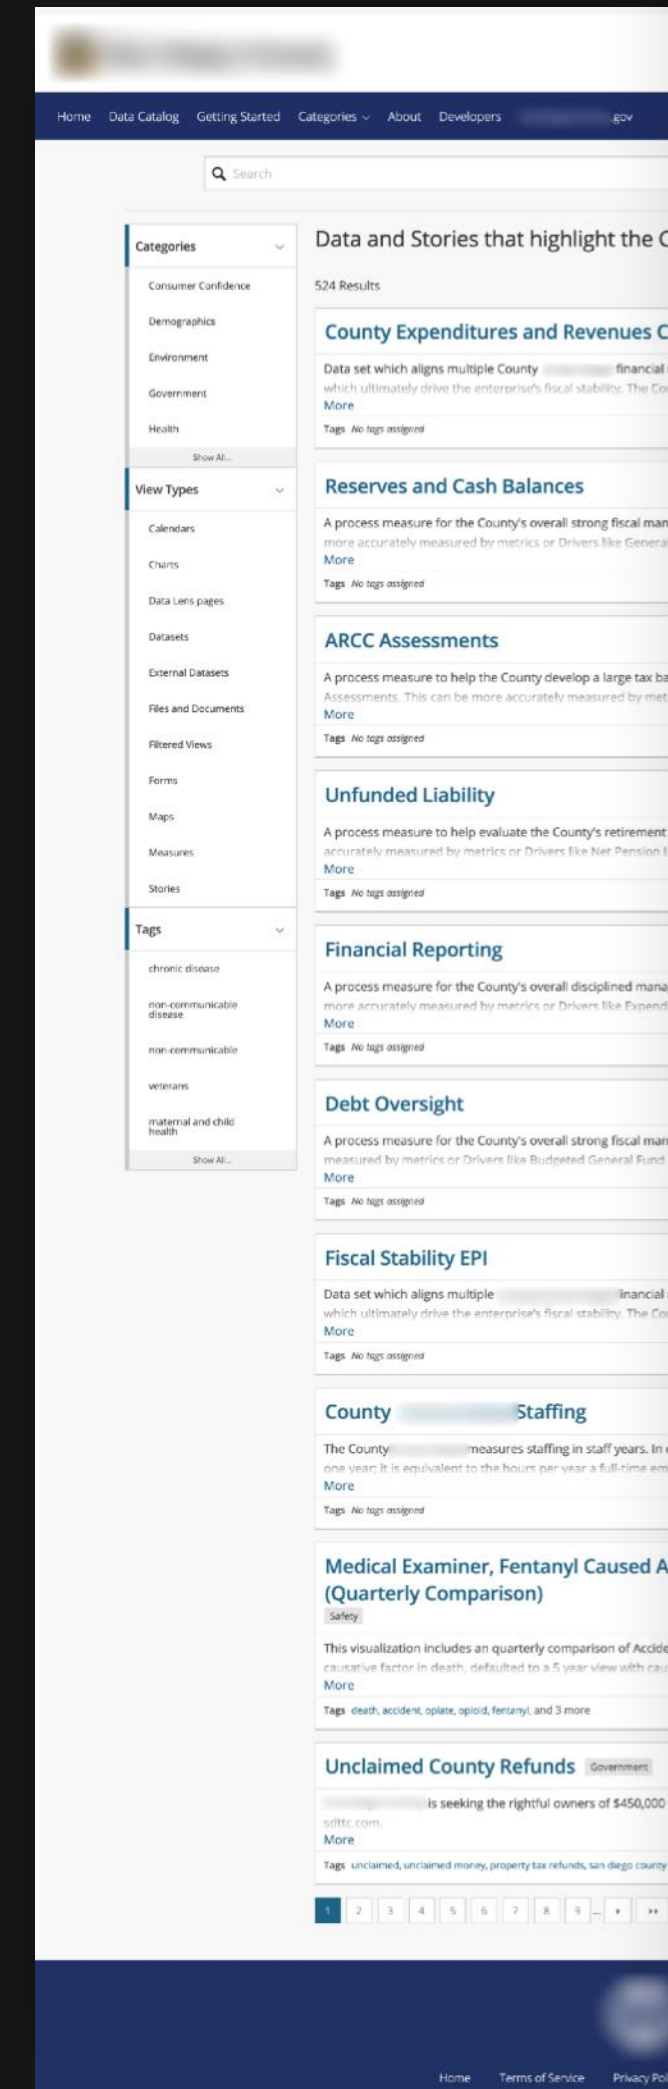 Home Data Catalog Getting Started Categories About Developers .gov
Search
Categories
Consumer Confidence
Demographics
Environment
Government
Health
Show All...
View Types
Calendars
Charts
Data Lens pages
Datasets
External Datasets
Files and Documents
Filtered Views
Forms
Maps
Measures
Stories
Tags
chronic disease
non-communicable
disease
non-communicable
veterans
maternal and child
health
Show All...
Data and Stories that highlight the C
524 Results
County Expenditures and Revenues C
Data set which aligns multiple County financial
which ultimately drive the enterprise's fiscal stability. The Co
More
Tags No tags assigned
Reserves and Cash Balances
A process measure for the County's overall strong fiscal man
more accurately measured by metrics or Drivers like General
More
Tags No tags assigned
ARCC Assessments
A process measure to help the County develop a large tax ba
Assessments. This can be more accurately measured by met
More
Tags No tags assigned
Unfunded Liability
A process measure to help evaluate the County's retirement
accurately measured by metrics or Drivers like Net Pension L
More
Tags No tags assigned
Financial Reporting
A process measure for the County's overall disciplined mana
more accurately measured by metrics or Drivers like Expend
More
Tags No tags assigned
Debt Oversight
A process measure for the County's overall strong fiscal man
measured by metrics or Drivers like Budgeted General Fund
More
Tags No tags assigned
Fiscal Stability EPI
Data set which aligns multiple financial
which ultimately drive the enterprise's fiscal stability. The Co
More
Tags No tags assigned
County Staffing
The County measures staffing in staff years. In
one year; it is equivalent to the hours per year a full-time em
More
Tags No tags assigned
Medical Examiner, Fentanyl Caused A
(Quarterly Comparison)
Safety
This visualization includes an quarterly comparison of Accide
causative factor in death, defaulted to a 5 year view with cau
More
Tags death, accident, opiate, opioid, fentanyl, and 3 more
Unclaimed County Refunds Government
is seeking the rightful owners of $450,000
sdttc.com.
More
Tags unclaimed, unclaimed money, property tax refunds, san diego county
1 2 3 4 5 6 7 8 9 ...
Home Terms of Service Privacy Pol